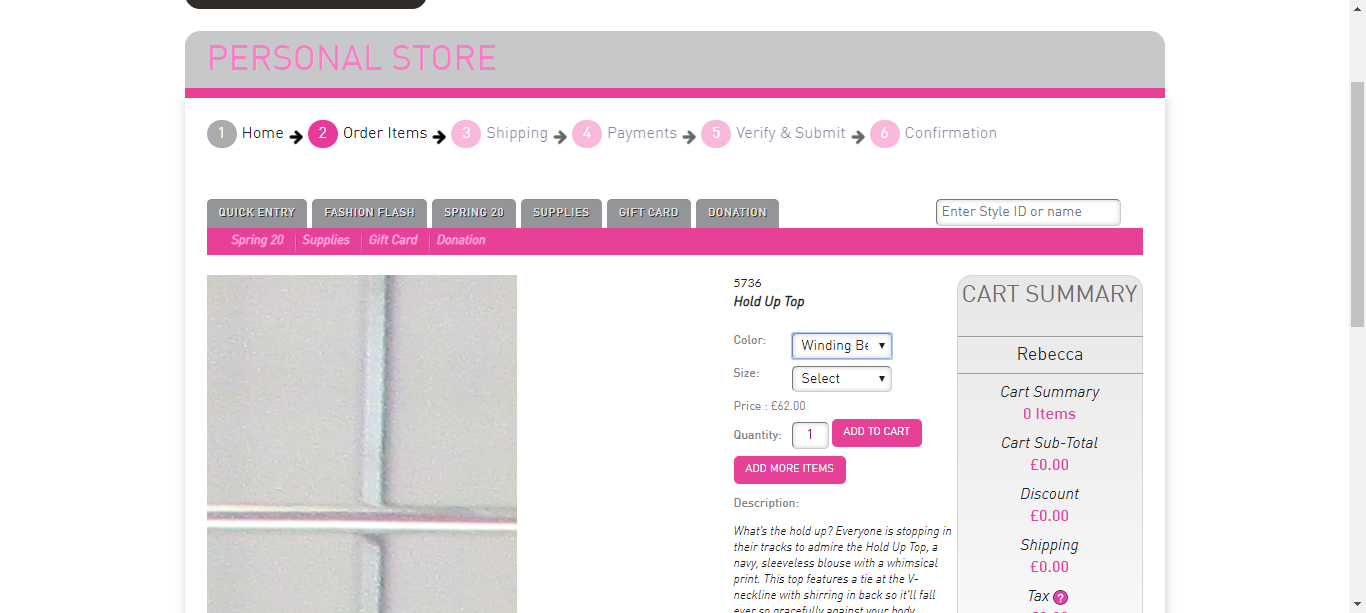 PERSONAL STORE
1 Home 2 Order Items 3 Shipping 4 Payments 5 Verify & Submit 6 Confirmation
QUICK ENTRY FASHION FLASH SPRING 20 SUPPLIES GIFT CARD DONATION Enter Style ID or name
Spring 20 Supplies Gift Card Donation
5736
Hold Up Top
Color: Winding Be
Size: Select
Price : £62.00
Quantity: 1 ADD TO CART
ADD MORE ITEMS
Description:
What's the hold up? Everyone is stopping in
their tracks to admire the Hold Up Top, a
navy, sleeveless blouse with a whimsical
print. This top features a tie at the V-
neckline with shirring in back so it'll fall
ever so gracefully against your body.
CART SUMMARY
Rebecca
Cart Summary
0 Items
Cart Sub-Total
£0.00
Discount
£0.00
Shipping
£0.00
Tax ?